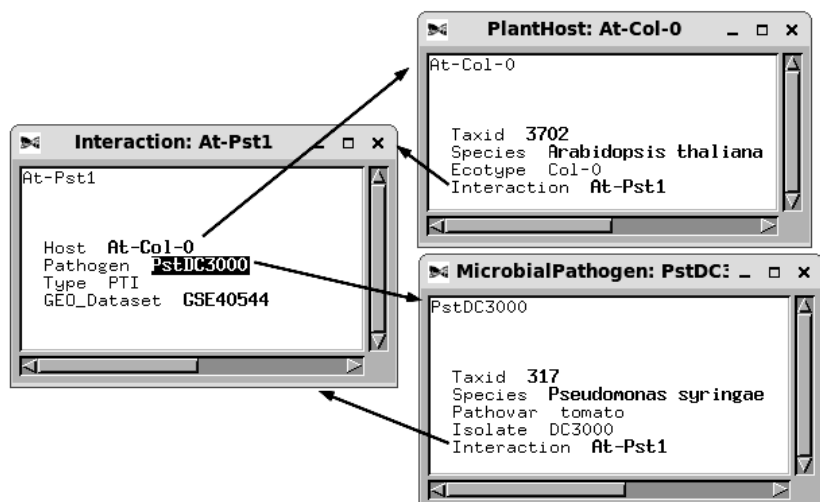 PlantHost: At-Col-0
At-Col-0
Taxid 3702
Species Arabidopsis thaliana
Ecotype Col-0
Interaction At-Pst1
Interaction: At-Pst1
At-Pst1
Host At-Col-0
Pathogen PstDC3000
Type PTI
GEO_Dataset GSE40544
MicrobialPathogen: PstDC3
PstDC3000
Taxid 317
Species Pseudomonas syringae
Pathovar tomato
Isolate DC3000
Interaction At-Pst1